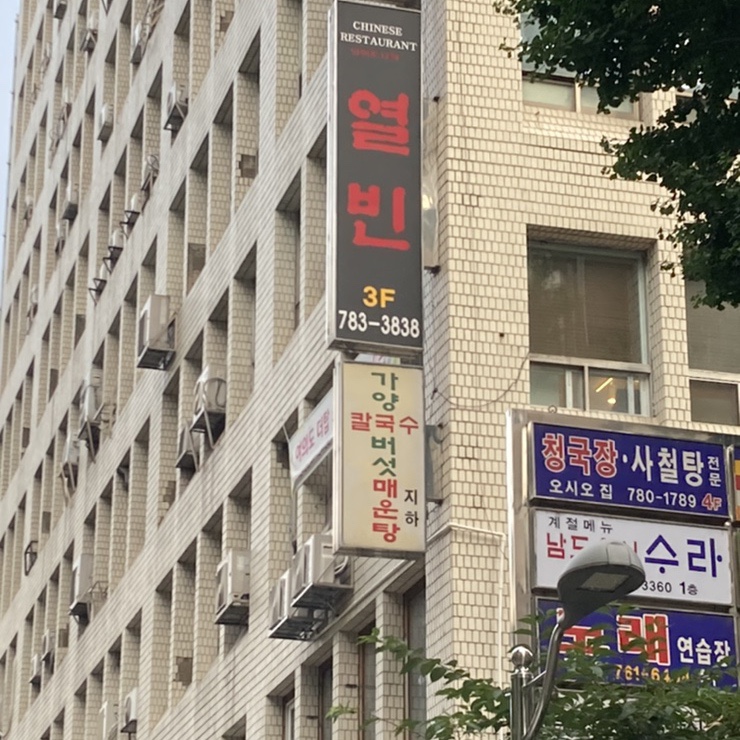 CHINESE
RESTAURANT
열빈
3F
783-3838
가양
칼국수
버섯
매운탕
지하
청국장·사철탕 전문
오시오 집 780-1789 4F
계절메뉴
수라
3360 1층
래 연습장